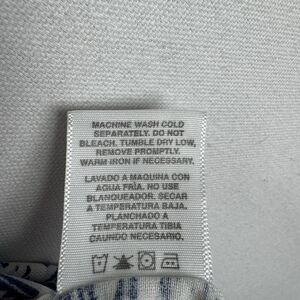 MACHINE WASH COLD
SEPARATELY. DO NOT
BLEACH. TUMBLE DRY LOW,
REMOVE PROMPTLY.
WARM IRON IF NECESSARY.
LAVADO A MAQUINA CON
AGUA FRIA. NO USE
BLANQUEADOR. SECAR
A TEMPERATURA BAJA.
PLANCHADO A
TEMPERATURA TIBIA
CAUNDO NECESARIO.